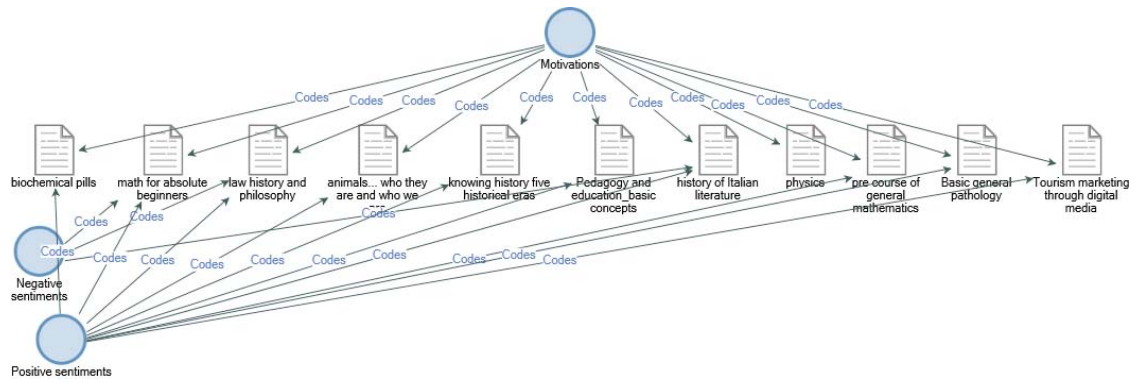 Motivations
Codes
Codes
Codes
Codes
Codes
Codes
Codes
Codes
Codes
Codes
Codes
biochemical pills
math for absolute
beginners
law history and
philosophy
animals... who they
are and who we
knowing history five
historical eras
Pedagogy and
education_basic
concepts
history of Italian
literature
physics
pre course of
general
mathematics
Basic general
pathology
Tourism marketing
through digital
media
Codes
Codes
Codes
Codes
Codes
Codes
Codes
Codes
Codes
Codes
Codes
Codes
Codes
Negative
sentiments
Positive sentiments